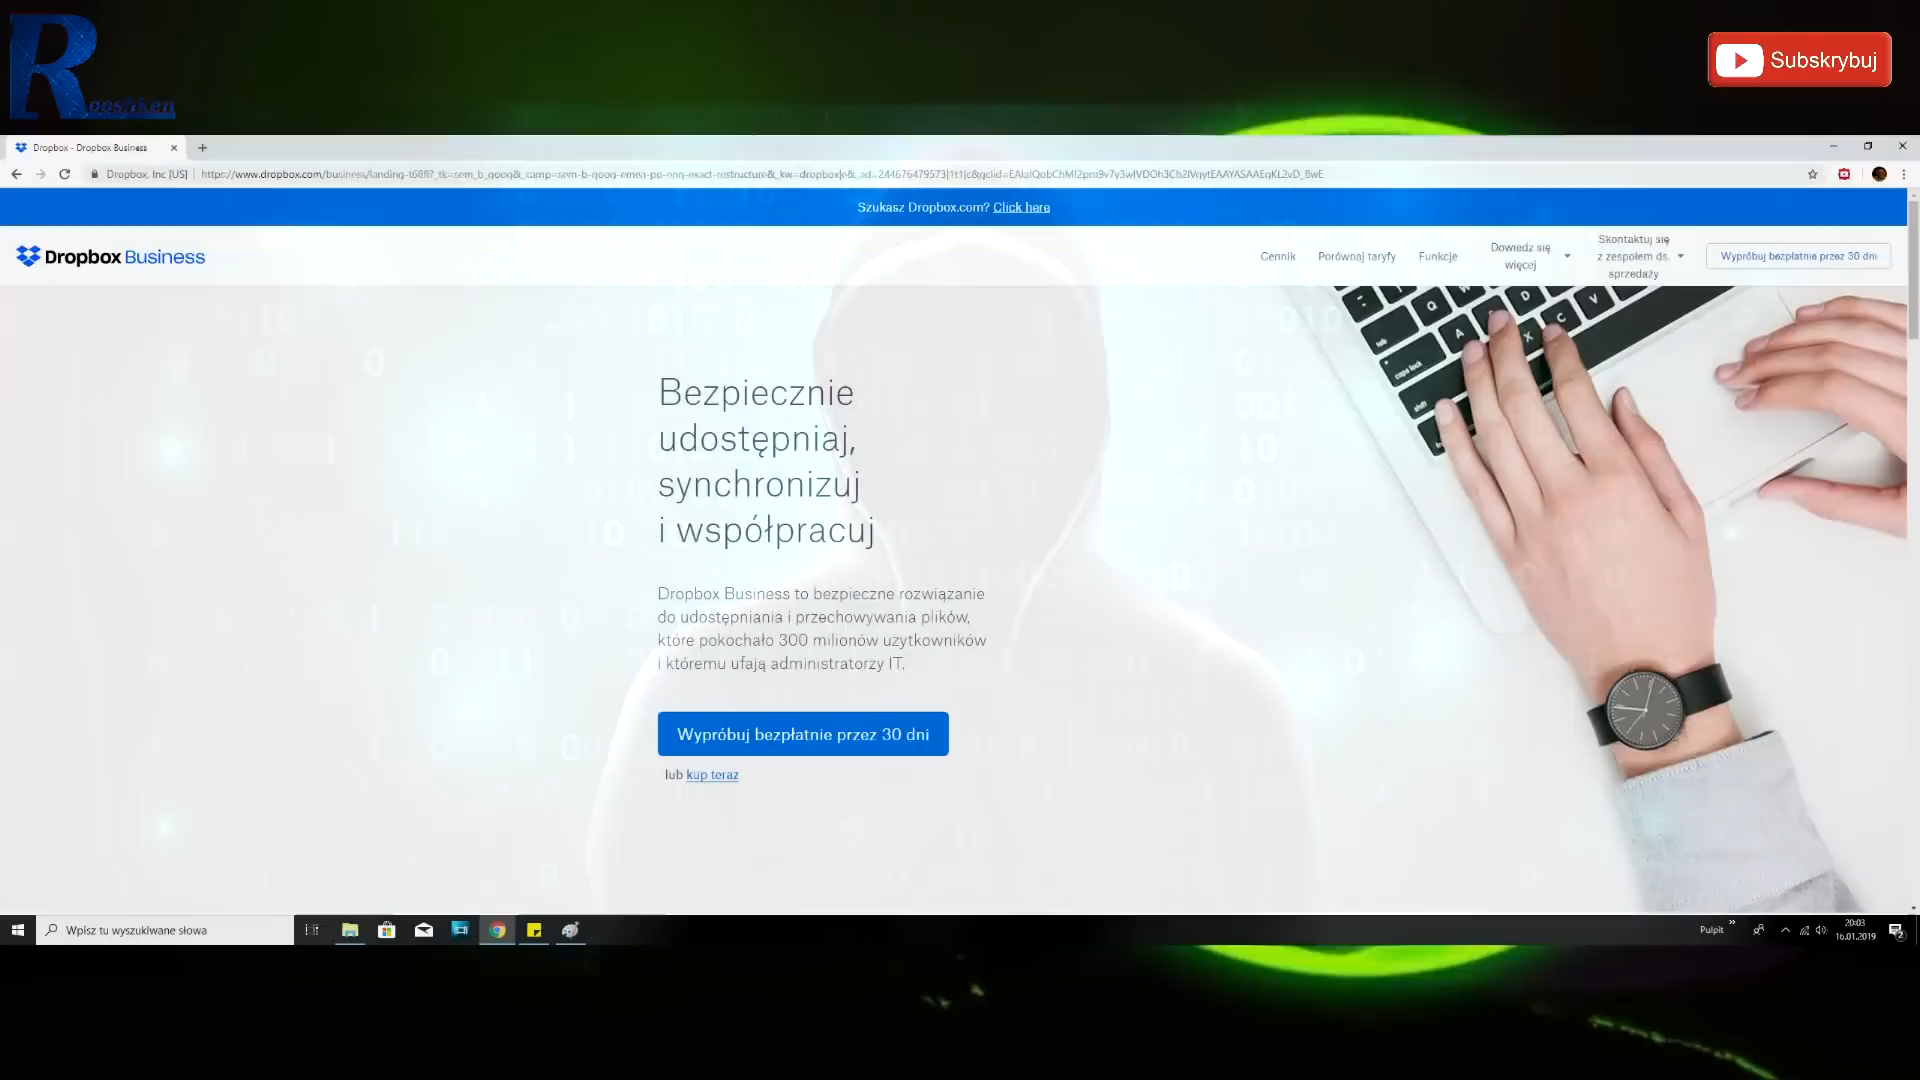 Rooshken
Subskrybuj
Dropbox - Dropbox Business
Dropbox, Inc [US]
Szukasz Dropbox.com? Click here
Dropbox Business
Cennik
Porównaj taryfy
Funkcje
Dowiedz się
więcej
Skontaktuj się
z zespołem ds.
sprzedaży
Wypróbuj bezpłatnie przez 30 dni
Bezpiecznie
udostępniaj,
synchronizuj
i współpracuj
Dropbox Business to bezpieczne rozwiązanie
do udostępniania i przechowywania plików,
które pokochało 300 milionów użytkowników
i któremu ufają administratorzy IT.
Wypróbuj bezpłatnie przez 30 dni
lub kup teraz
Wpisz tu wyszukiwane słowa
Pulpit
20:03
16.01.2019